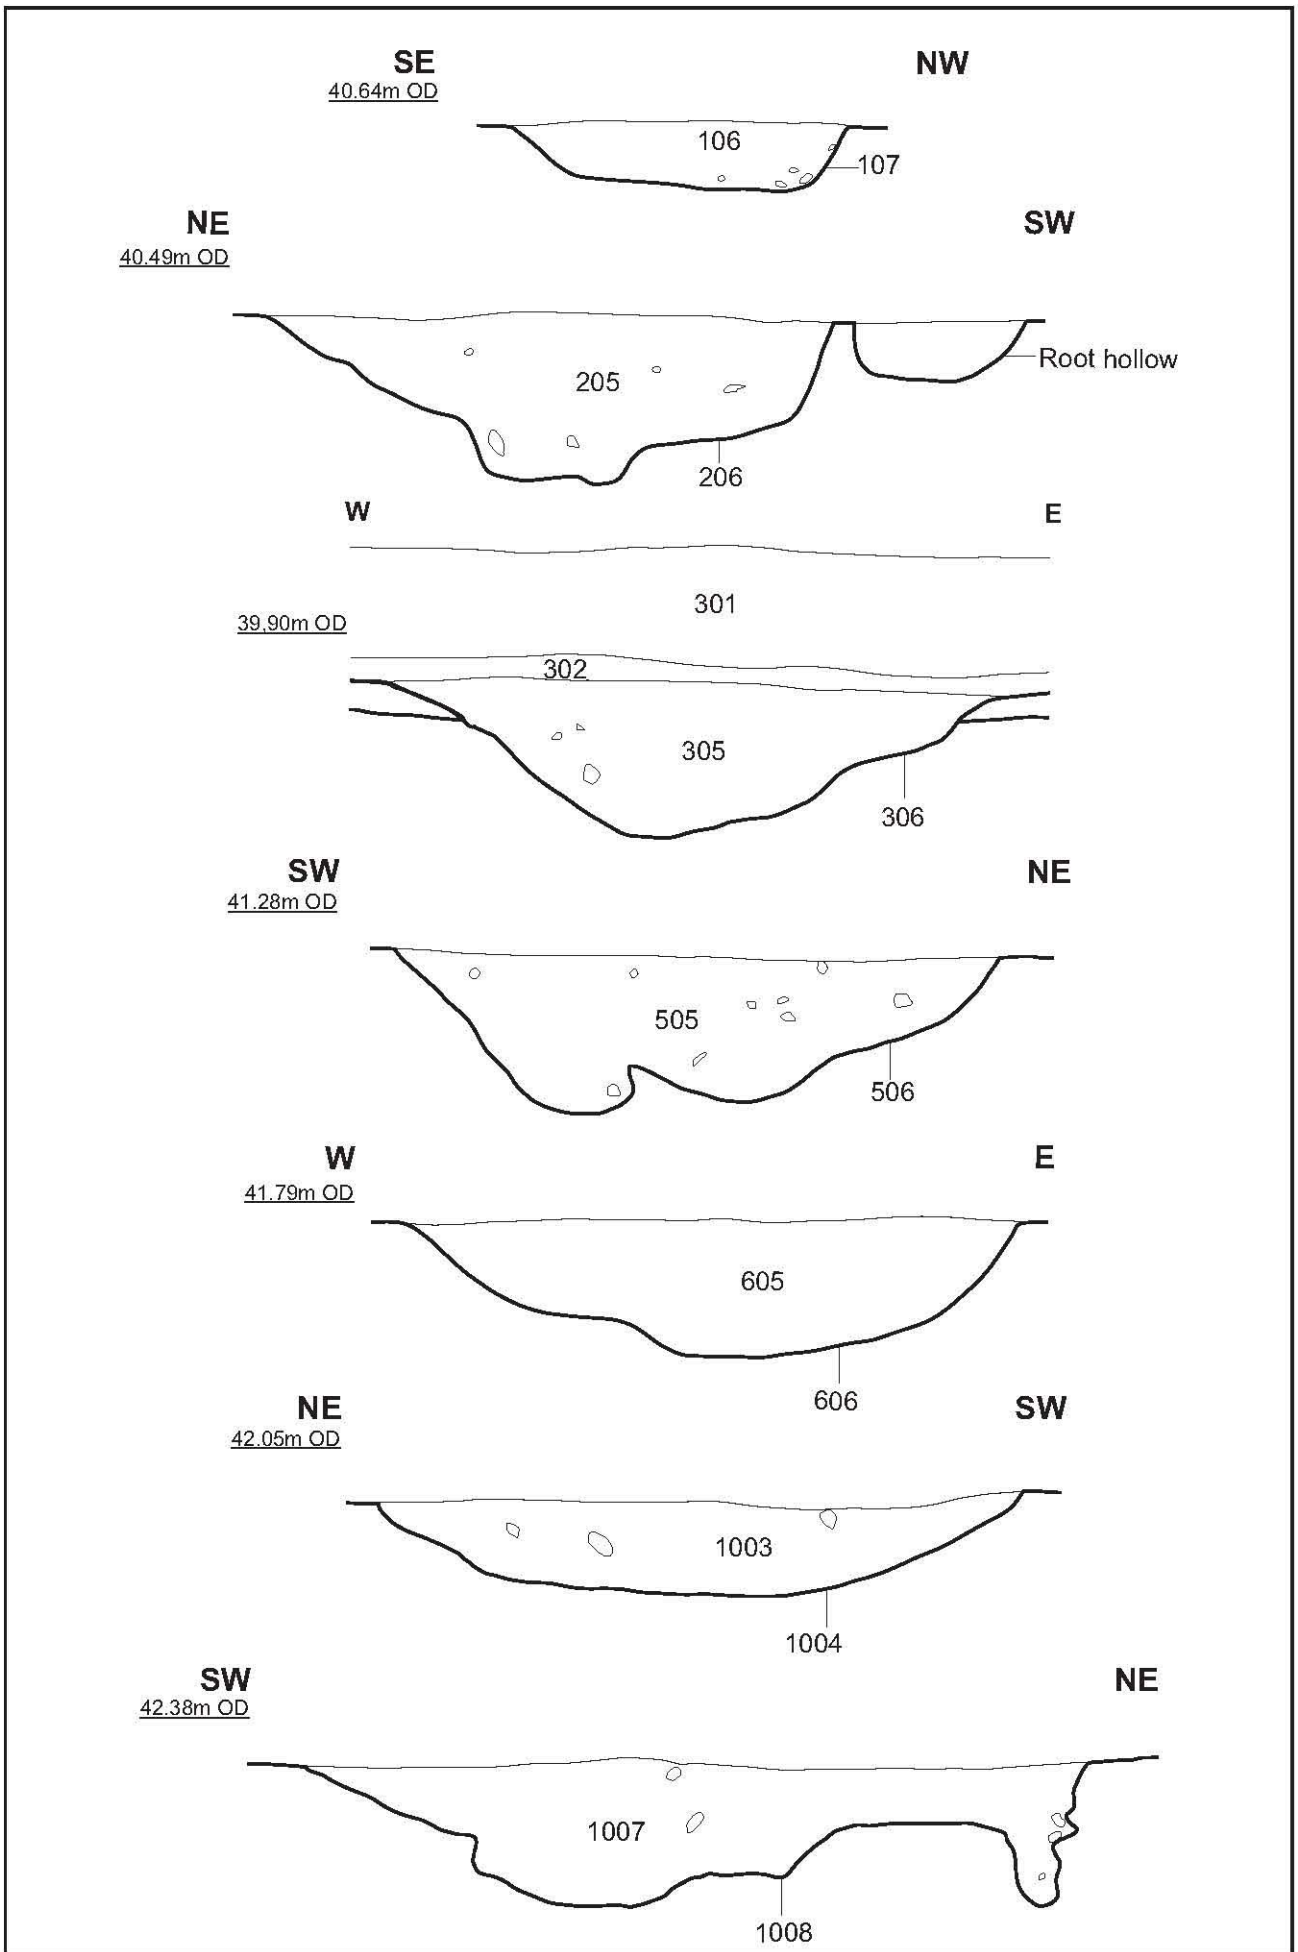 SE NW
40.64m OD
106
107
NE SW
40.49m OD
Root hollow
205
206
W E
301
39,90m OD
302
305
306
SW NE
41.28m OD
505
506
W E
41.79m OD
605
606
NE SW
42.05m OD
1003
1004
SW NE
42.38m OD
1007
1008